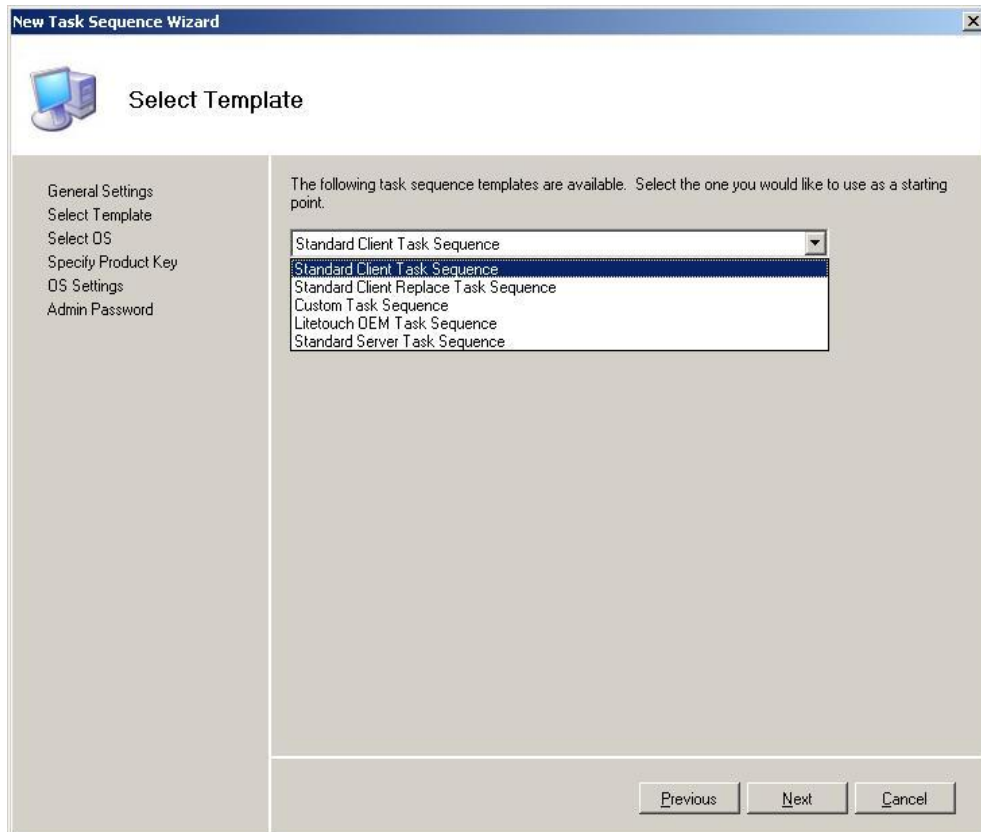 New Task Sequence Wizard
Select Template
General Settings
Select Template
Select OS
Specify Product Key
OS Settings
Admin Password
The following task sequence templates are available. Select the one you would like to use as a starting
point.
Standard Client Task Sequence
Standard Client Task Sequence
Standard Client Replace Task Sequence
Custom Task Sequence
Litetouch OEM Task Sequence
Standard Server Task Sequence
Previous
Next
Cancel